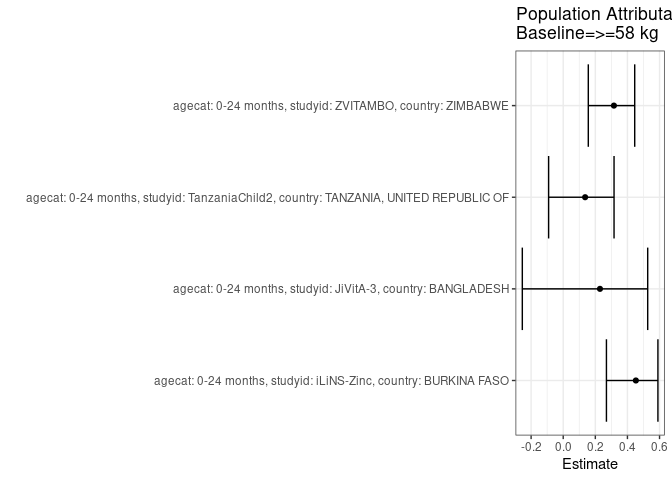 Population Attributa
Baseline=>=58 kg
agecat: 0-24 months, studyid: ZVITAMBO, country: ZIMBABWE
agecat: 0-24 months, studyid: TanzaniaChild2, country: TANZANIA, UNITED REPUBLIC OF
agecat: 0-24 months, studyid: JiVitA-3, country: BANGLADESH
agecat: 0-24 months, studyid: iLiNS-Zinc, country: BURKINA FASO
-0.2 0.0 0.2 0.4 0.6
Estimate